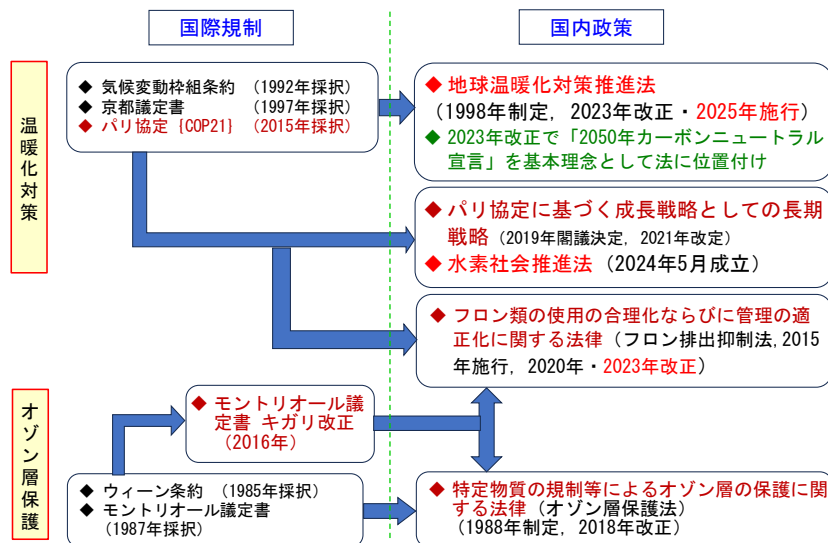 国際規制
国内政策
温暖化対策
◆ 気候変動枠組条約 (1992年採択)
◆ 京都議定書 (1997年採択)
◆ パリ協定 {COP21} (2015年採択)
◆ 地球温暖化対策推進法
(1998年制定, 2023年改正・2025年施行)
◆ 2023年改正で「2050年カーボンニュートラル
宣言」を基本理念として法に位置付け
◆ パリ協定に基づく成長戦略としての長期
戦略 (2019年閣議決定, 2021年改定)
◆ 水素社会推進法 (2024年5月成立)
◆ フロン類の使用の合理化ならびに管理の適
正化に関する法律 (フロン排出抑制法, 2015
年施行, 2020年・2023年改正)
オゾン層保護
◆ モントリオール議
定書 キガリ改正
(2016年)
◆ ウィーン条約 (1985年採択)
◆ モントリオール議定書
(1987年採択)
◆ 特定物質の規制等によるオゾン層の保護に関
する法律 (オゾン層保護法)
(1988年制定, 2018年改正)